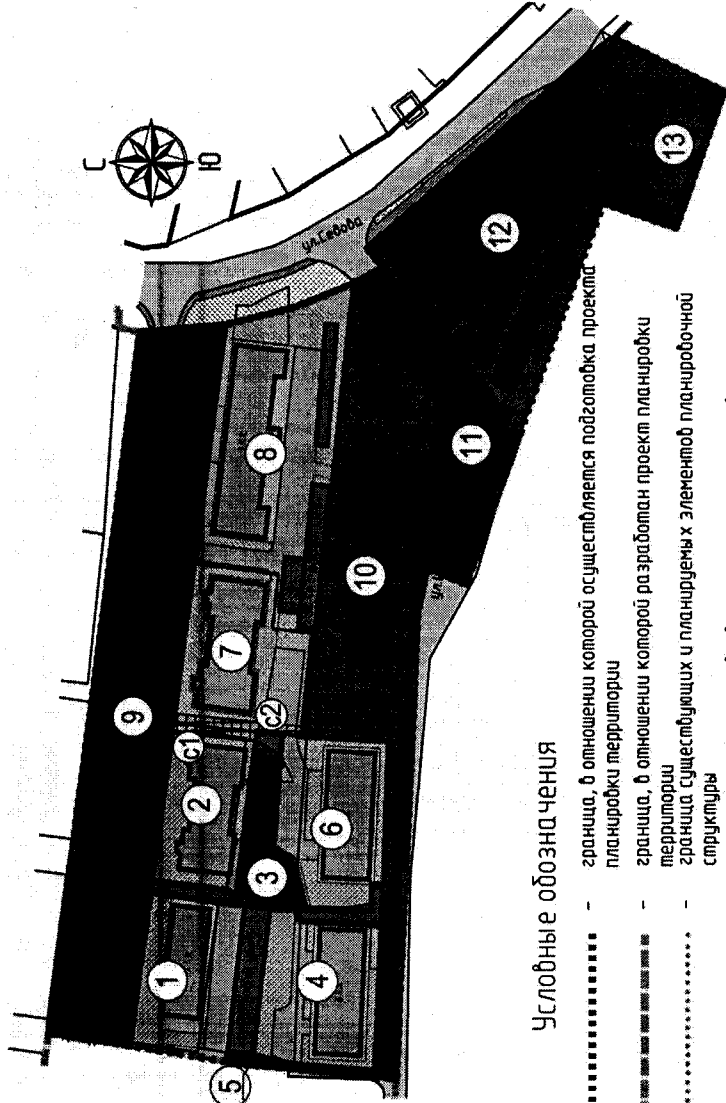 С
Ю
ул.Седова
9
1
2
с1
7
8
3
с2
5
4
6
10
11
12
13
Условные обозначения
- граница, в отношении которой осуществляется подготовка проекта
планировки территории
- граница, в отношении которой разработан проект планировки
территории
- граница существующих и планируемых элементов планировочной
структуры